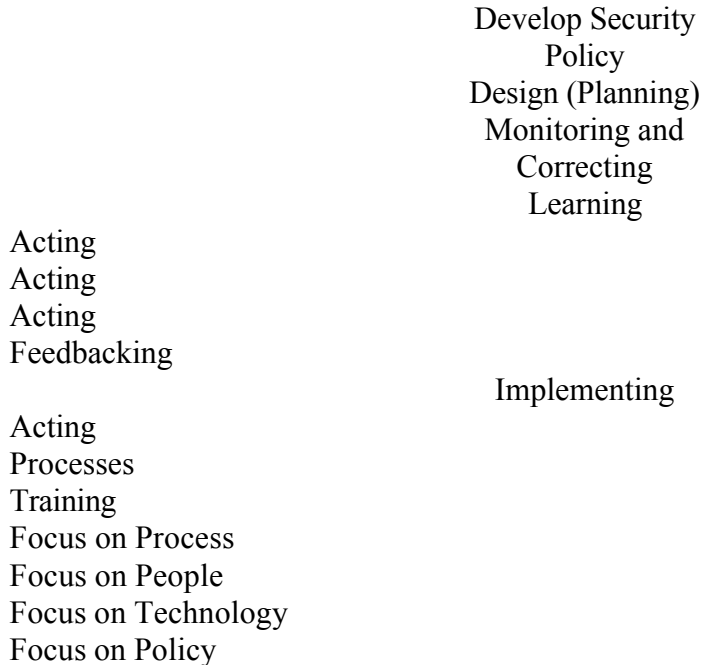 Develop Security
Policy
Design (Planning)
Monitoring and
Correcting
Learning
Acting
Acting
Acting
Feedbacking
Implementing
Acting
Processes
Training
Focus on Process
Focus on People
Focus on Technology
Focus on Policy